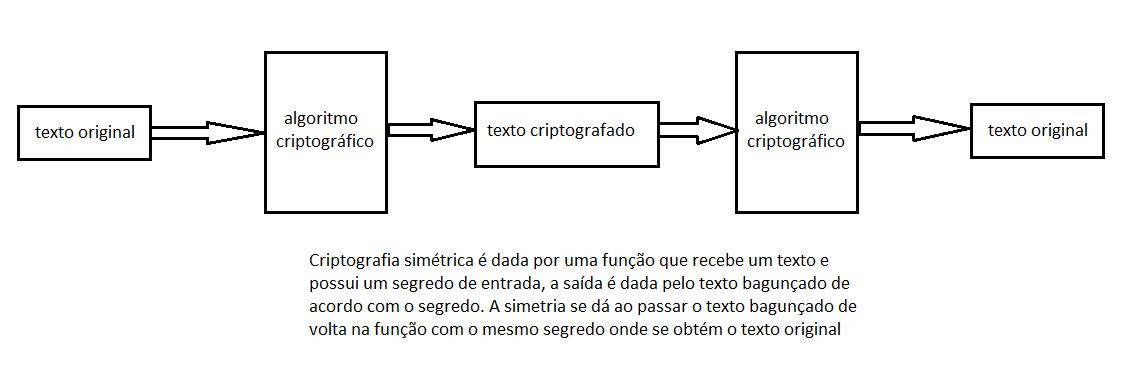 texto original
algoritmo
criptográfico
texto criptografado
algoritmo
criptográfico
texto original
Criptografia simétrica é dada por uma função que recebe um texto e
possui um segredo de entrada, a saída é dada pelo texto bagunçado de
acordo com o segredo. A simetria se dá ao passar o texto bagunçado de
volta na função com o mesmo segredo onde se obtém o texto original